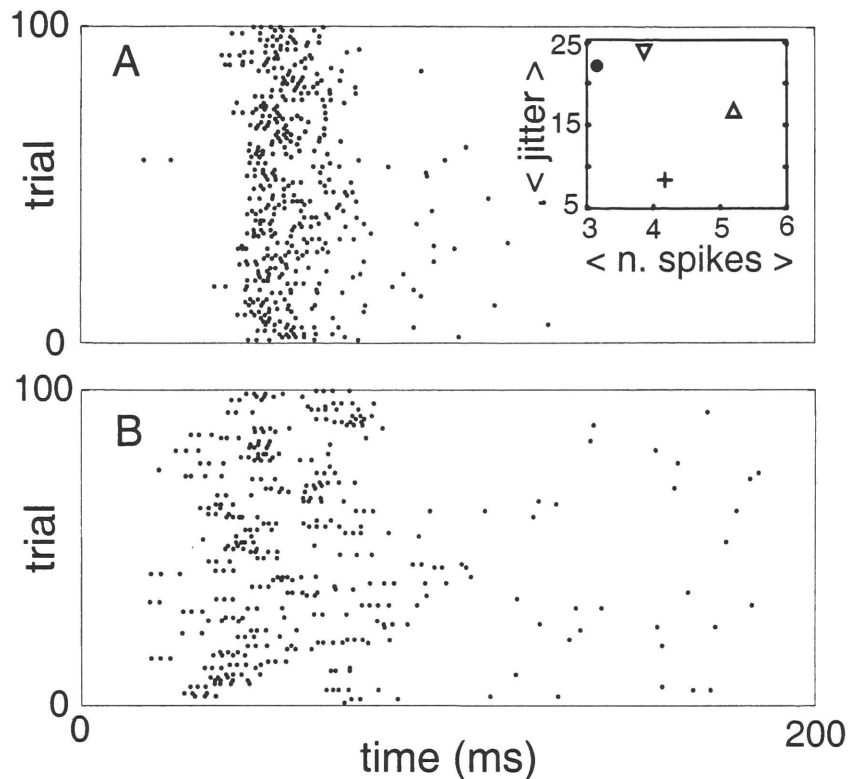 100
A
trial
0
25
15
5
< jitter >
3 4 5 6
< n. spikes >
100
B
trial
0
0
200
time (ms)